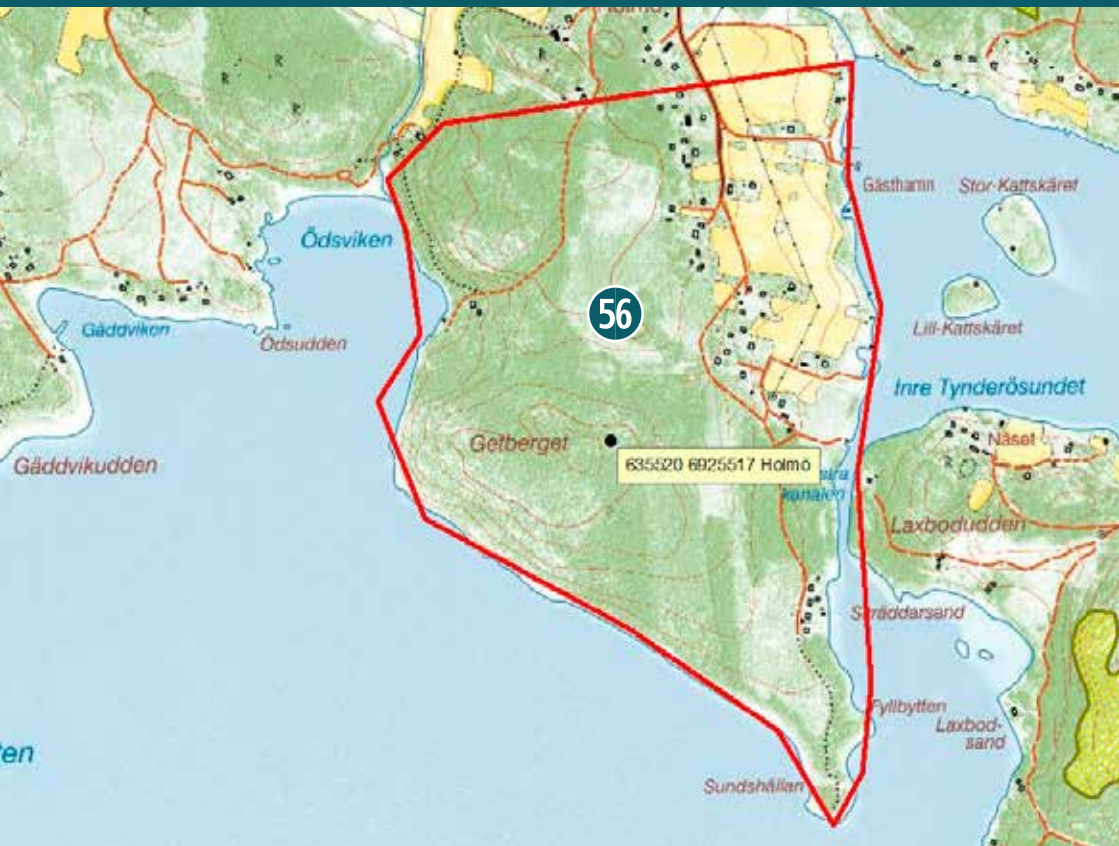 Holmö
R
R
R
R
Gästhamn
Stor-Kattskäret
Ödsviken
56
Gäddviken
Ödsudden
Lill-Kattskäret
Inre Tynderösundet
Näset
R
Getberget
635520 6925517 Holmö
Gäddvikudden
kanalen
Laxbodudden
Skräddarsand
Fyllbytten
Laxbod-
sand
ten
Sundshällan